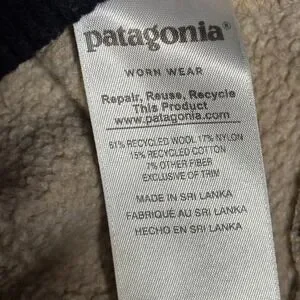 patagonia®
WORN WEAR
Repair, Reuse, Recycle
This Product
www.patagonia.com
61% RECYCLED WOOL 17% NYLON
15% RECYCLED COTTON
7% OTHER FIBER
EXCLUSIVE OF TRIM
MADE IN SRI LANKA
FABRIQUÉ AU SRI LANKA
HECHO EN SRI LANKA